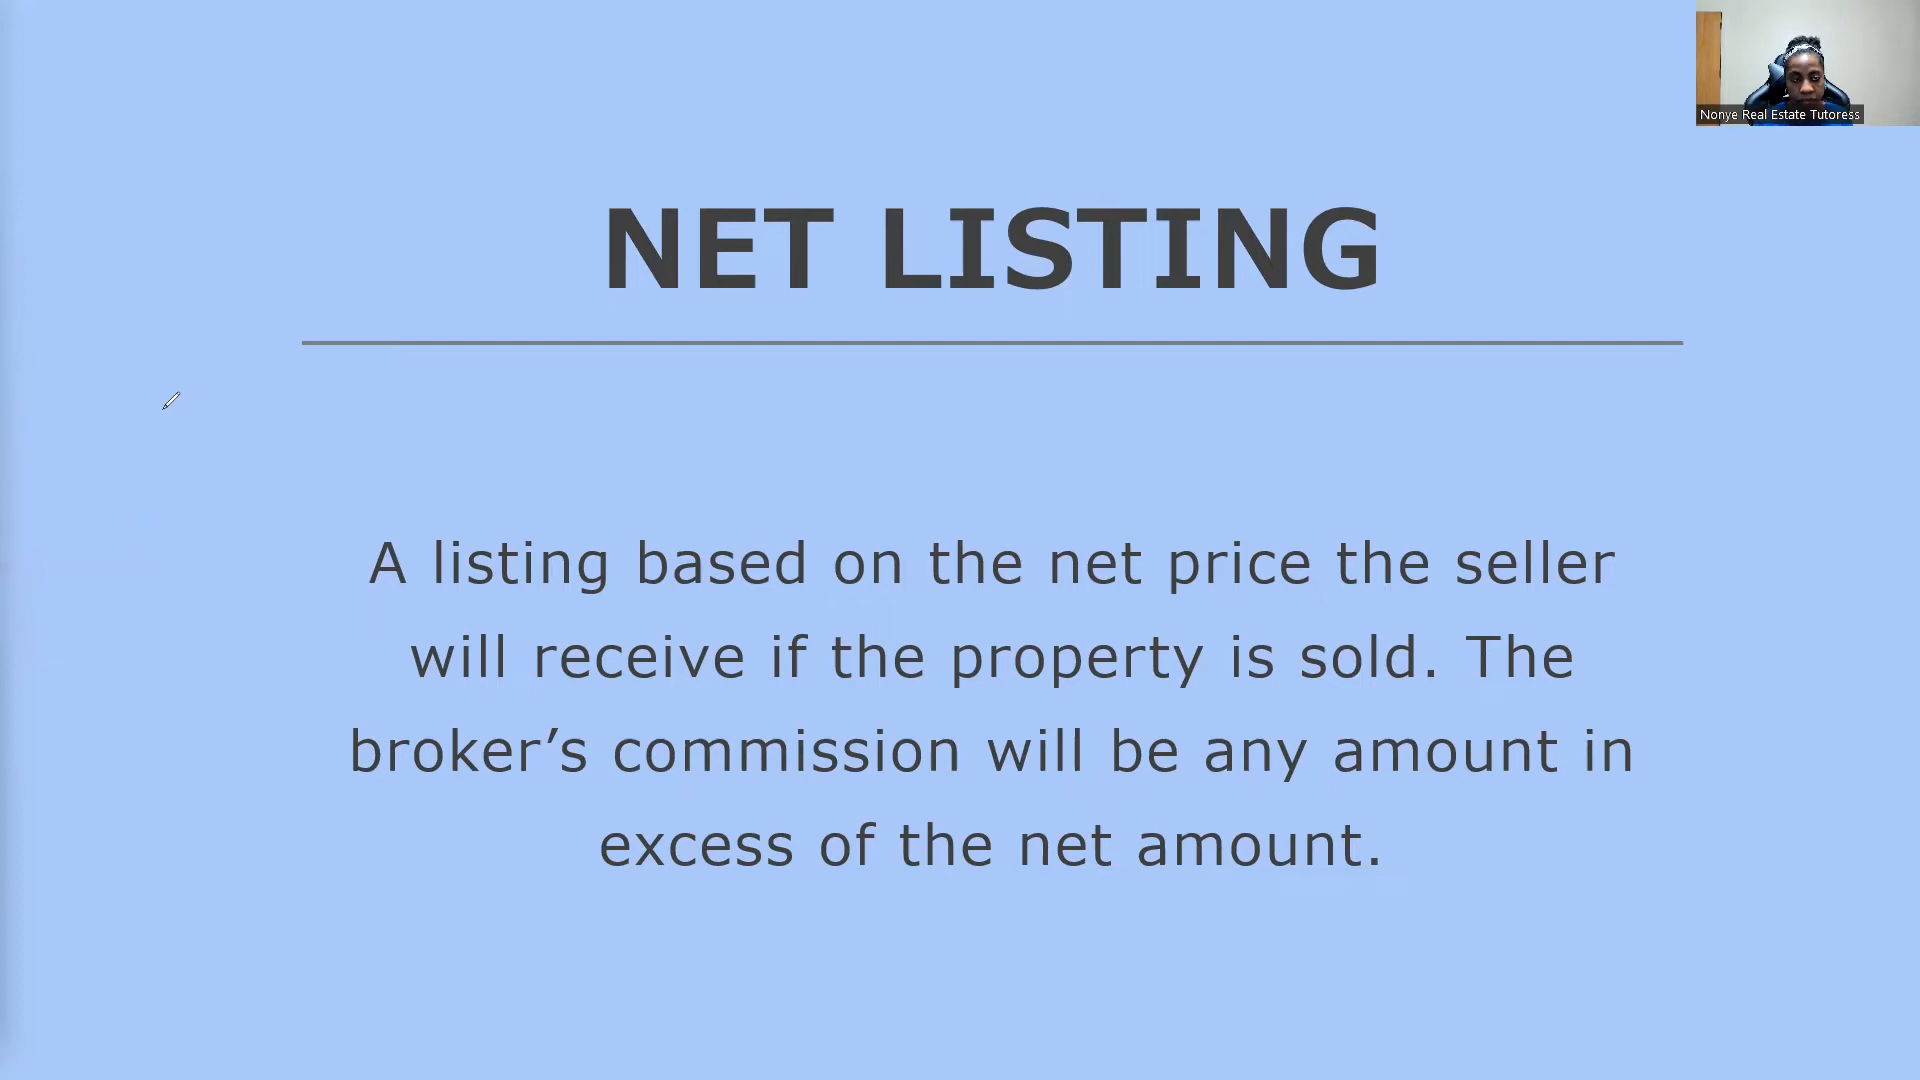 Nonye Real Estate Tutoress
NET LISTING
A listing based on the net price the seller
will receive if the property is sold. The
broker’s commission will be any amount in
excess of the net amount.